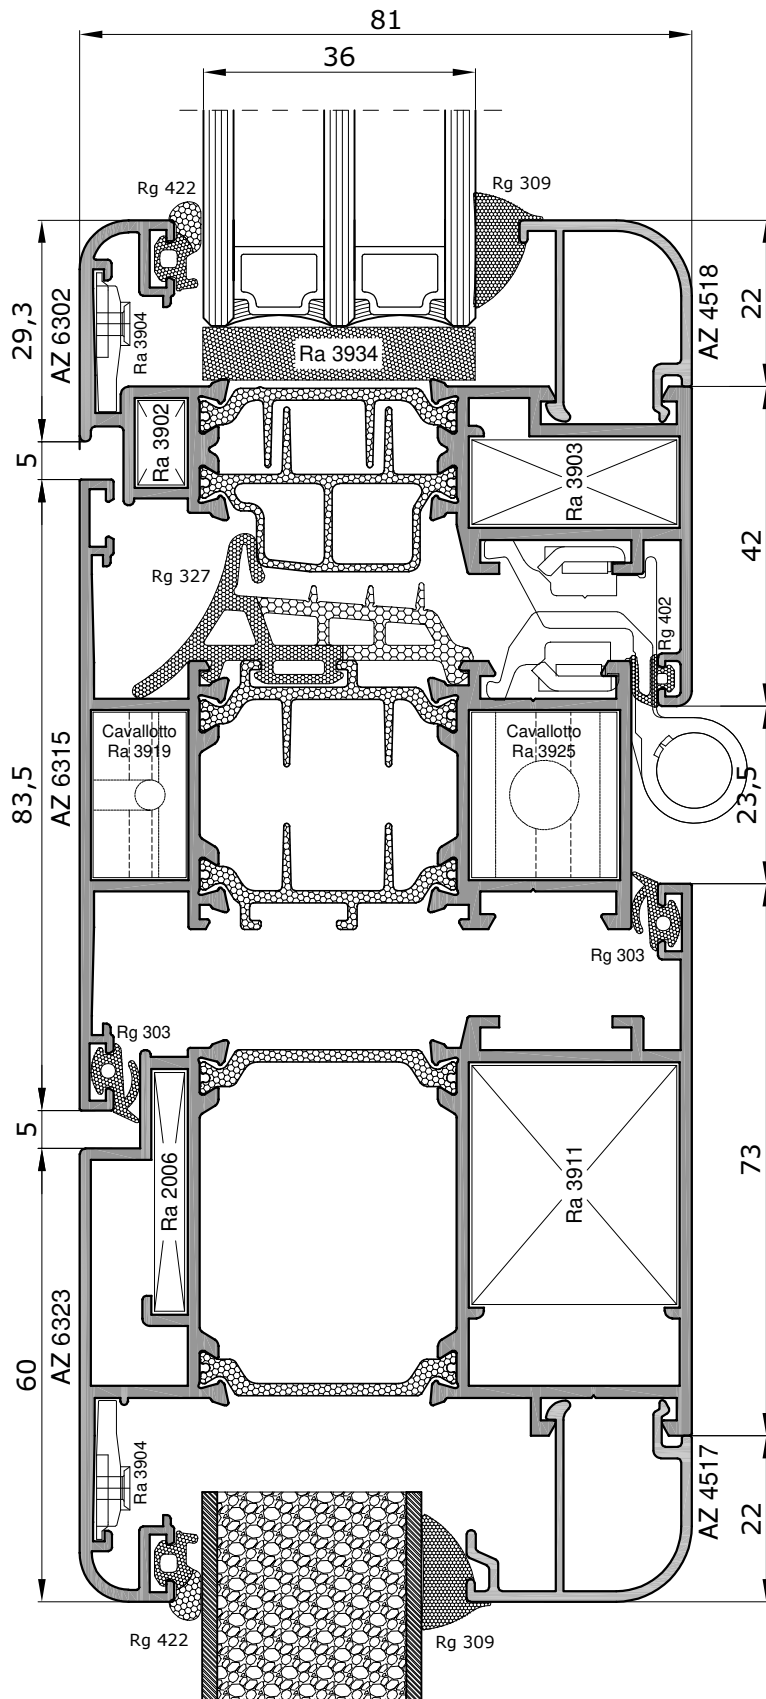 81
36
Rg 422
Rg 309
29,3
AZ 6302
Ra 3904
Ra 3934
AZ 4518
22
5
Ra 3902
Ra 3903
42
Rg 327
Rg 402
83,5
AZ 6315
Cavallotto
Ra 3919
Cavallotto
Ra 3925
23,5
Rg 303
Rg 303
5
Ra 2006
Ra 3911
73
60
AZ 6323
Ra 3904
AZ 4517
22
Rg 422
Rg 309